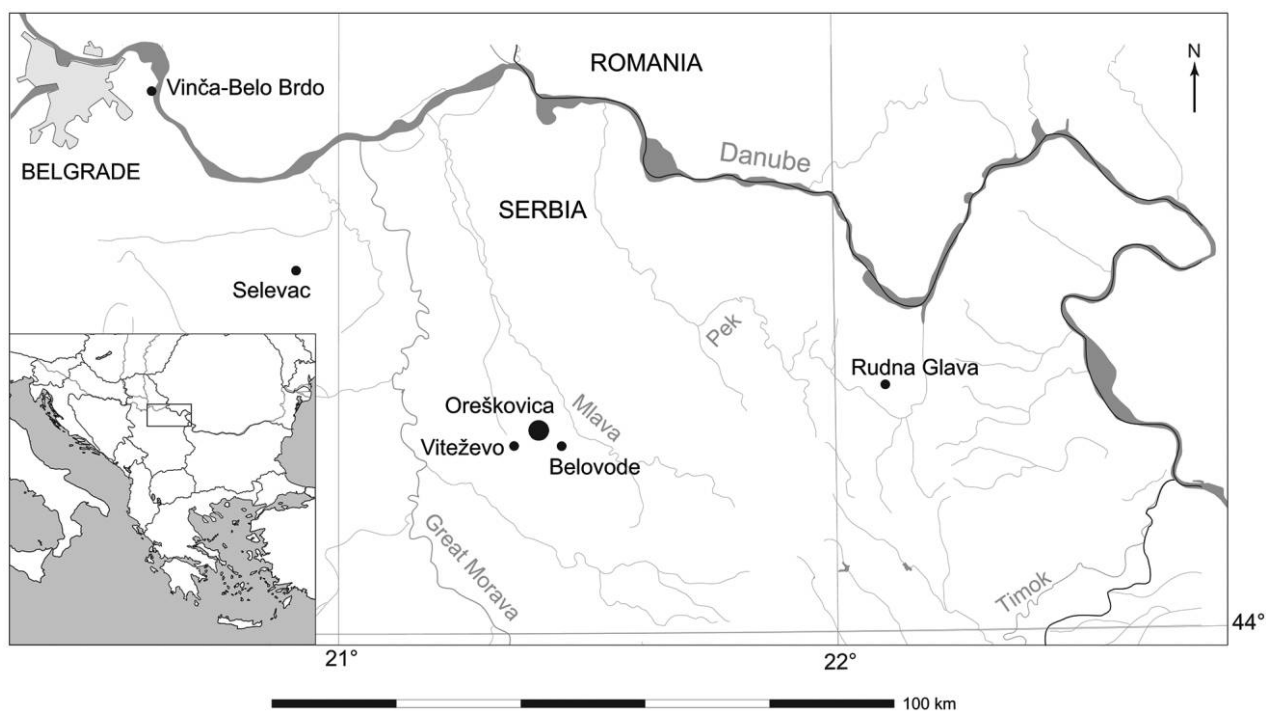 ROMANIA
N
Vinča-Belo Brdo
BELGRADE
Danube
SERBIA
Selevac
Pek
Rudna Glava
Oreškovica
Mlava
Viteževo
Belovode
Great Morava
Timok
44°
21°
22°
100 km